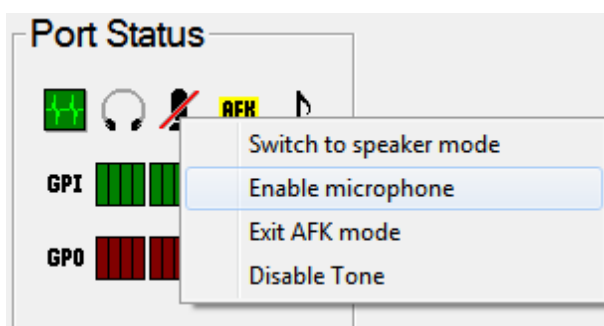 Port Status
AFK
Switch to speaker mode
GPI
Enable microphone
Exit AFK mode
GPO
Disable Tone